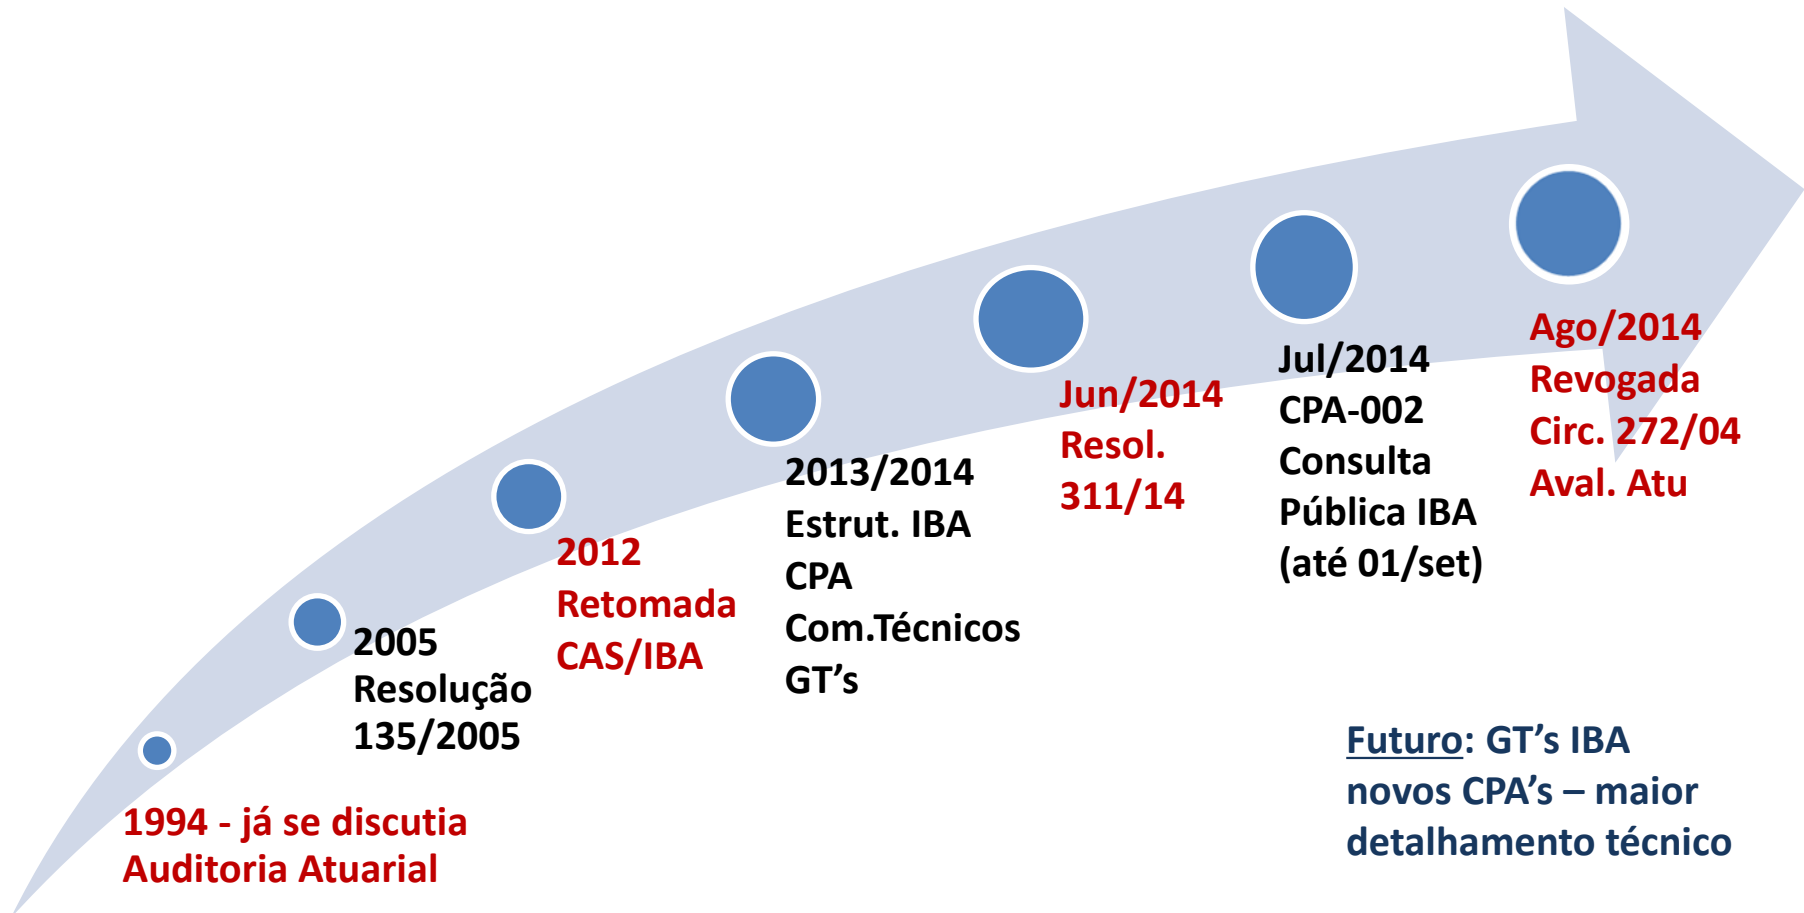 1994 - já se discutia
Auditoria Atuarial
2005
Resolução
135/2005
2012
Retomada
CAS/IBA
2013/2014
Estrut. IBA
CPA
Com.Técnicos
GT’s
Jun/2014
Resol.
311/14
Jul/2014
CPA-002
Consulta
Pública IBA
(até 01/set)
Ago/2014
Revogada
Circ. 272/04
Aval. Atu
Futuro: GT’s IBA
novos CPA’s – maior
detalhamento técnico